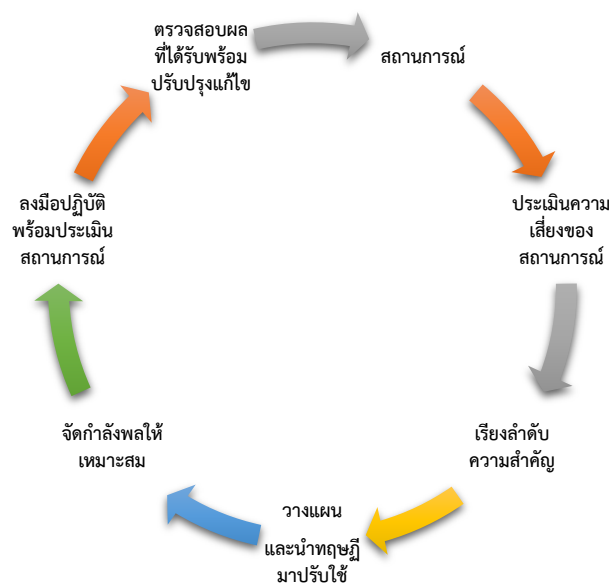 สถานการณ์
ประเมินความ
เสี่ยงของ
สถานการณ์
เรียงลำดับ
ความสำคัญ
วางแผน
และนำทฤษฎี
มาปรับใช้
จัดกำลังพลให้
เหมาะสม
ลงมือปฏิบัติ
พร้อมประเมิน
สถานการณ์
ตรวจสอบผล
ที่ได้รับพร้อม
ปรับปรุงแก้ไข